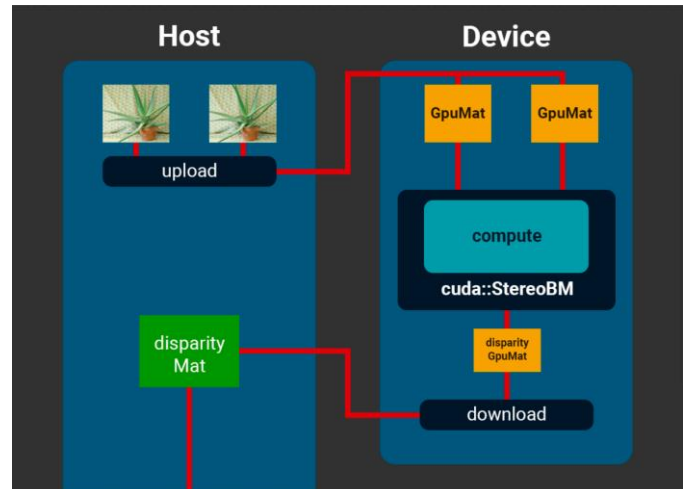 Host
Device
GpuMat
GpuMat
upload
compute
cuda::StereoBM
disparity
Mat
disparity
GpuMat
download